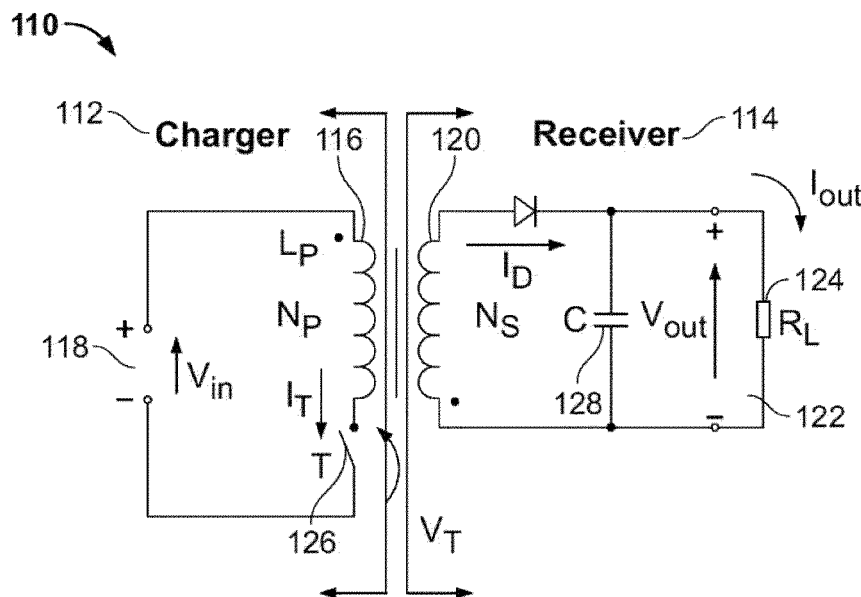 110
112 Charger 116 120 Receiver 114
I_out
L_P
I_D
124
N_P
N_S
C
V_out
R_L
+
+
118
V_in
128
−
−
122
I_T
T
126
V_T